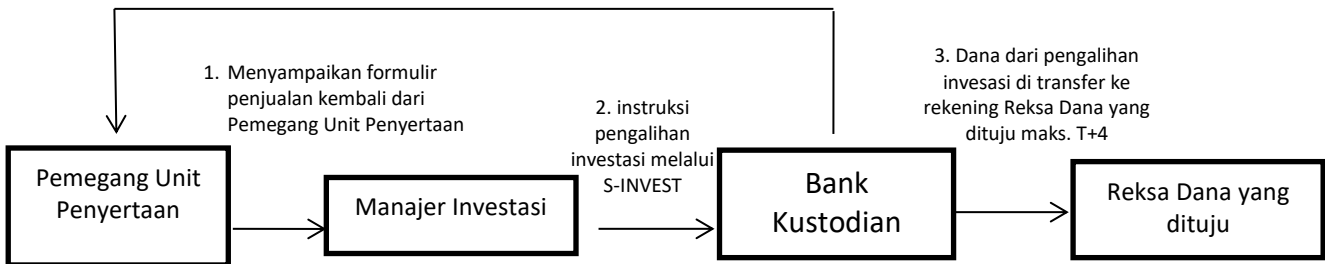 1. Menyampaikan formulir
penjualan kembali dari
Pemegang Unit Penyertaan
2. instruksi
pengalihan
investasi melalui
S-INVEST
3. Dana dari pengalihan
invesasi di transfer ke
rekening Reksa Dana yang
dituju maks. T+4
Pemegang Unit
Penyertaan
Manajer Investasi
Bank
Kustodian
Reksa Dana yang
dituju